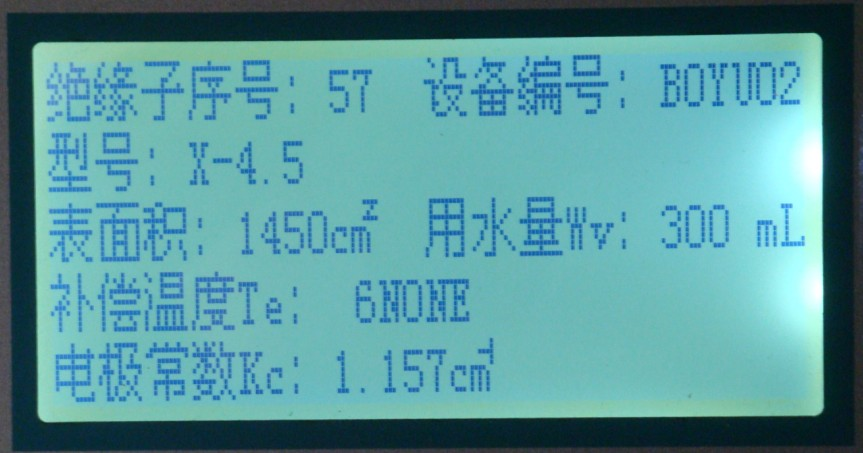 绝缘子序号: 57 设备编号: BOYU02
型号: X-4.5
表面积: 1450cm² 用水量Wv: 300 mL
补偿温度Te: 6NONE
电极常数Kc: 1.157cm⁻¹